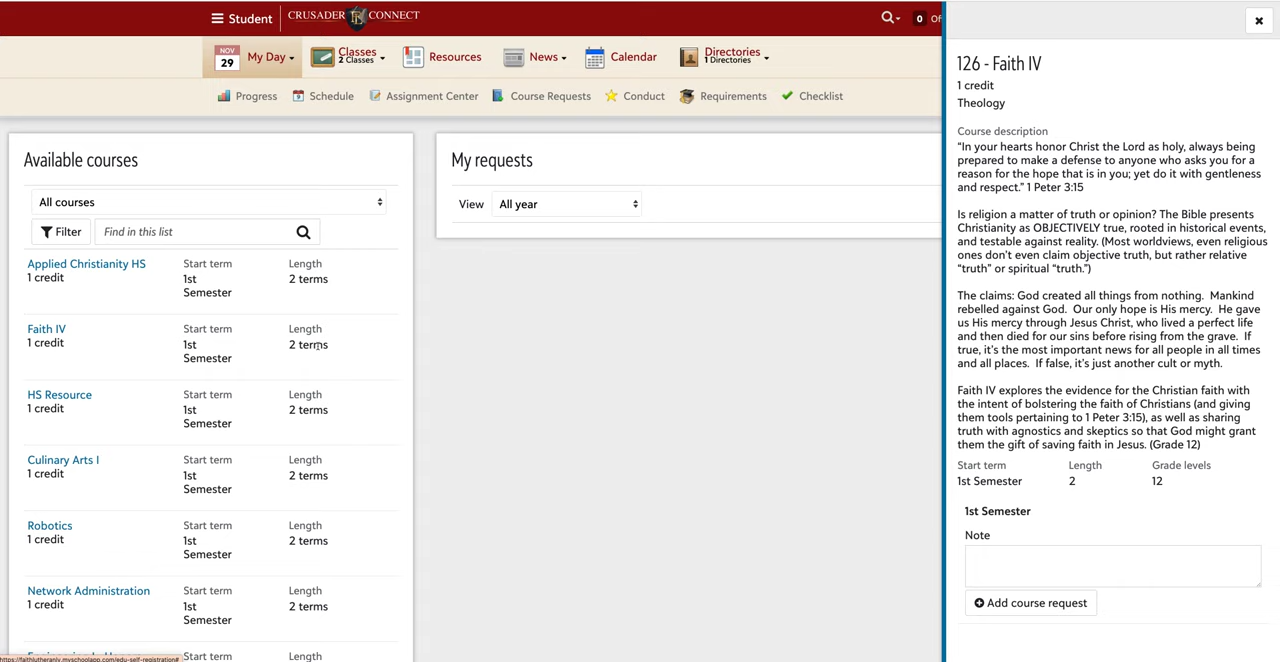 Student
CRUSADER CONNECT
0
Of
NOV
29
My Day
Classes
2 Classes
Resources
News
Calendar
Directories
1 Directories
Progress
Schedule
Assignment Center
Course Requests
Conduct
Requirements
Checklist
Available courses
All courses
Filter
Find in this list
Applied Christianity HS
1 credit
Start term
1st
Semester
Length
2 terms
Faith IV
1 credit
Start term
1st
Semester
Length
2 terms
HS Resource
1 credit
Start term
1st
Semester
Length
2 terms
Culinary Arts I
1 credit
Start term
1st
Semester
Length
2 terms
Robotics
1 credit
Start term
1st
Semester
Length
2 terms
Network Administration
1 credit
Start term
1st
Semester
Length
2 terms
Start term
Length
https://faithlutheranlv.myschoolapp.com/edu-self-registration#
My requests
View
All year
126 - Faith IV
1 credit
Theology
Course description
“In your hearts honor Christ the Lord as holy, always being
prepared to make a defense to anyone who asks you for a
reason for the hope that is in you; yet do it with gentleness
and respect.” 1 Peter 3:15
Is religion a matter of truth or opinion? The Bible presents
Christianity as OBJECTIVELY true, rooted in historical events,
and testable against reality. (Most worldviews, even religious
ones don’t even claim objective truth, but rather relative
“truth” or spiritual “truth.”)
The claims: God created all things from nothing. Mankind
rebelled against God. Our only hope is His mercy. He gave
us His mercy through Jesus Christ, who lived a perfect life
and then died for our sins before rising from the grave. If
true, it’s the most important news for all people in all times
and all places. If false, it’s just another cult or myth.
Faith IV explores the evidence for the Christian faith with
the intent of bolstering the faith of Christians (and giving
them tools pertaining to 1 Peter 3:15), as well as sharing
truth with agnostics and skeptics so that God might grant
them the gift of saving faith in Jesus. (Grade 12)
Start term
1st Semester
Length
2
Grade levels
12
1st Semester
Note
Add course request